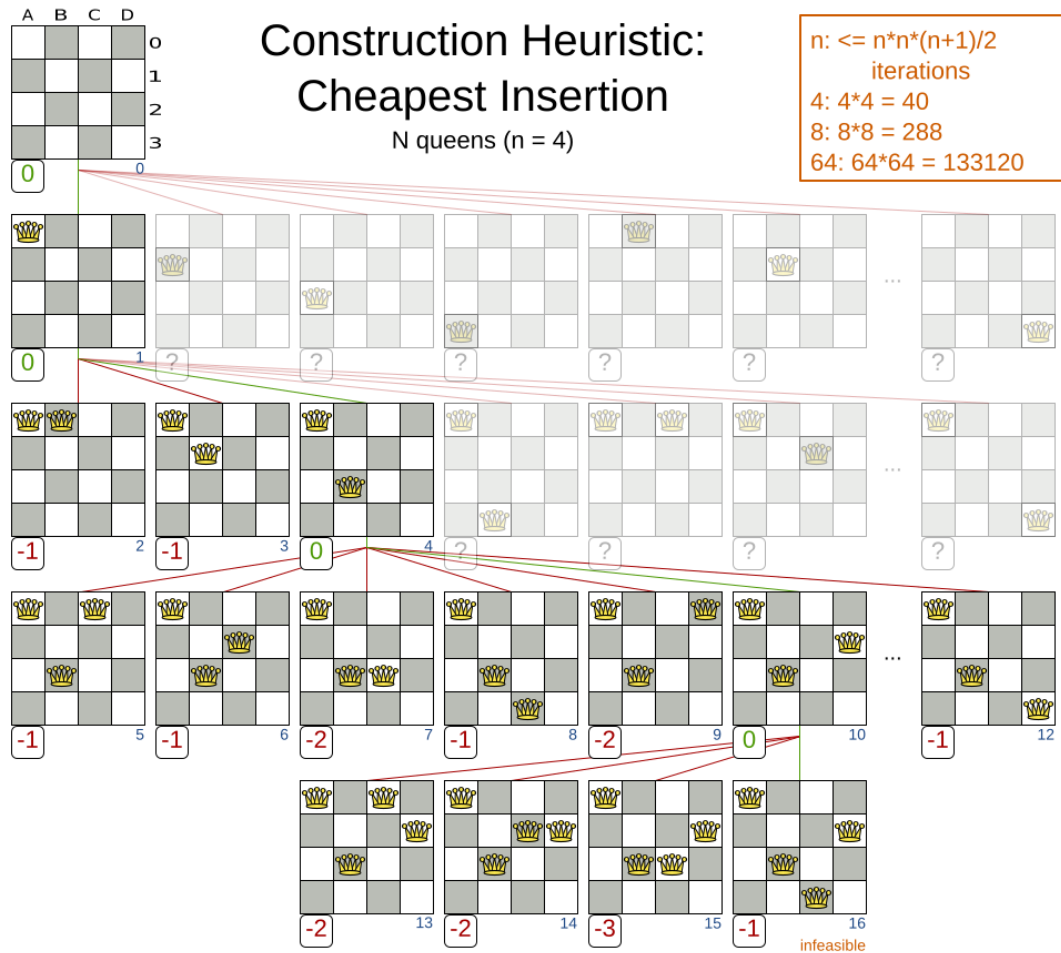 A B C D
0
1
2
3
Construction Heuristic:
Cheapest Insertion
N queens (n = 4)
n: <= n*n*(n+1)/2
iterations
4: 4*4 = 40
8: 8*8 = 288
64: 64*64 = 133120
0 0
...
0 1 ? ? ? ? ? ?
...
-1 2 -1 3 0 4 ? ? ? ?
...
-1 5 -1 6 -2 7 -1 8 -2 9 0 10 -1 12
-2 13 -2 14 -3 15 -1 16
infeasible